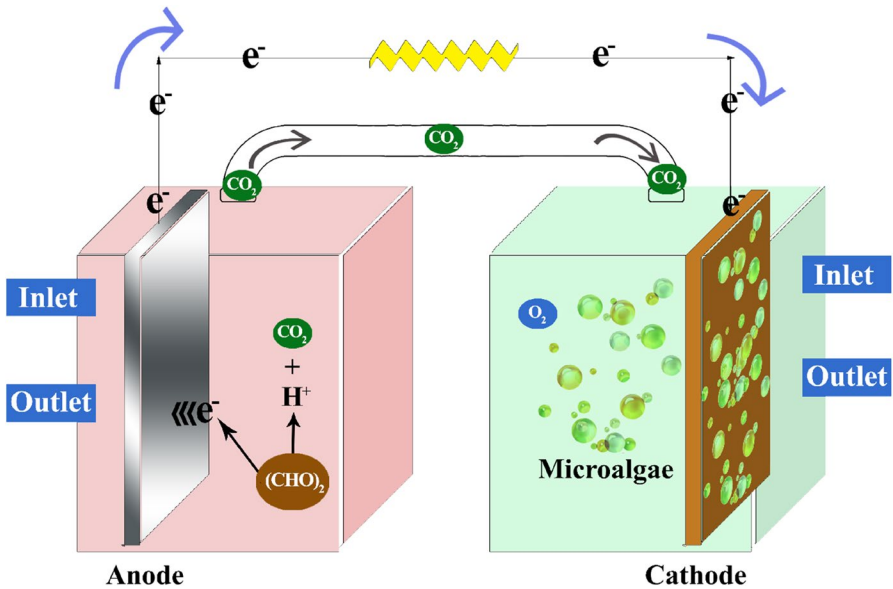 e⁻ e⁻
e⁻ e⁻
CO₂
CO₂ CO₂
e⁻ e⁻
Inlet Inlet
O₂
CO₂
+
H⁺
Outlet Outlet
e⁻
Microalgae
(CHO)₂
Anode Cathode